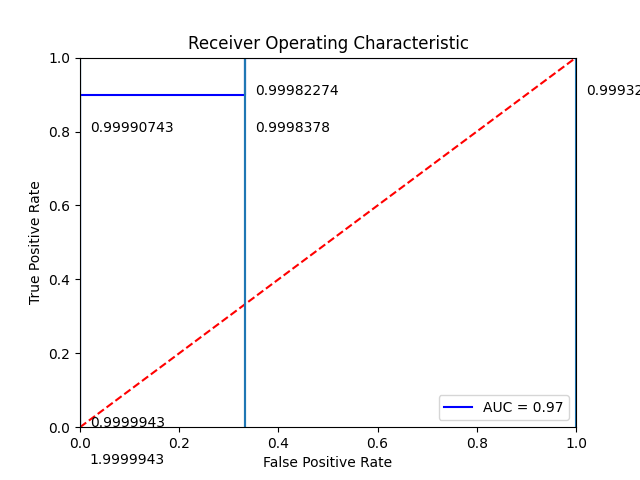 Receiver Operating Characteristic
1.0
0.99982274
0.99932
0.99990743
0.9998378
0.8
0.6
True Positive Rate
0.4
0.2
AUC = 0.97
0.9999943
0.0
0.0 0.2 0.4 0.6 0.8 1.0
1.9999943
False Positive Rate